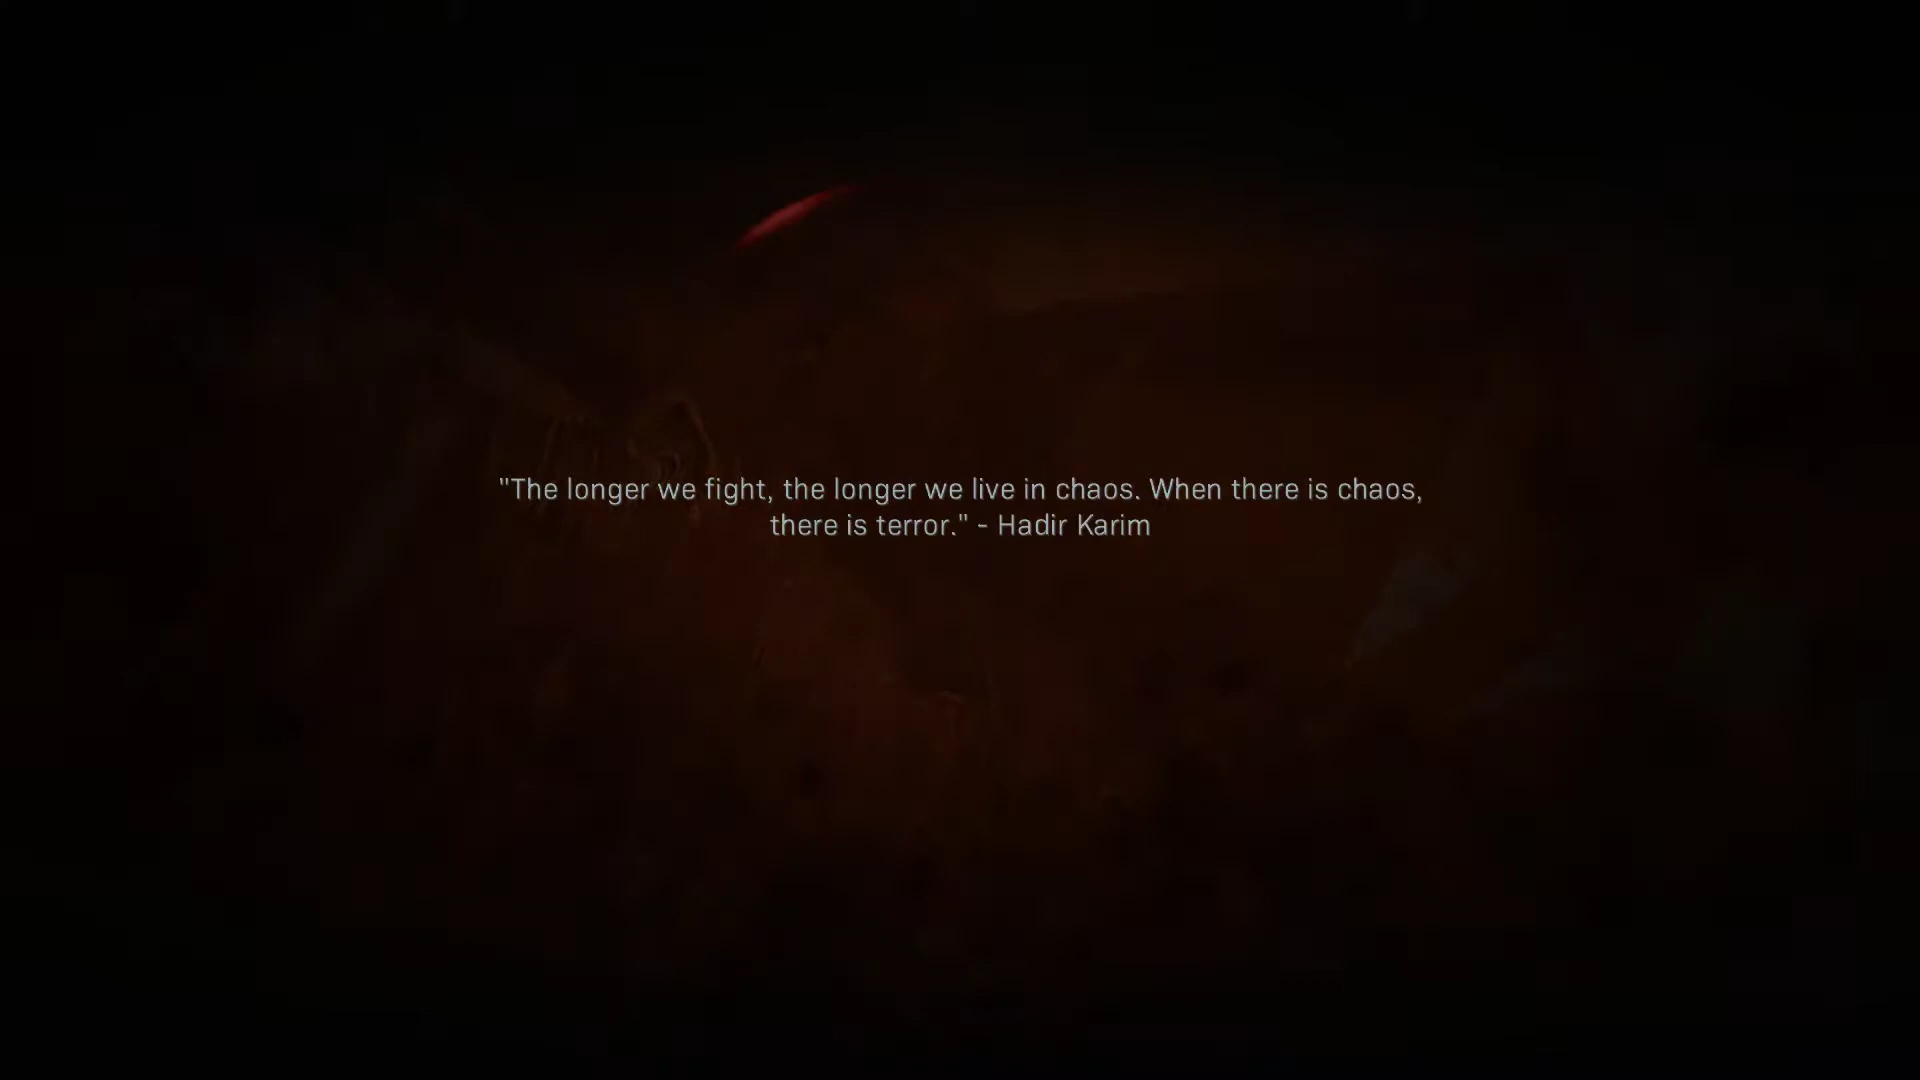 "The longer we fight, the longer we live in chaos. When there is chaos,
there is terror." - Hadir Karim